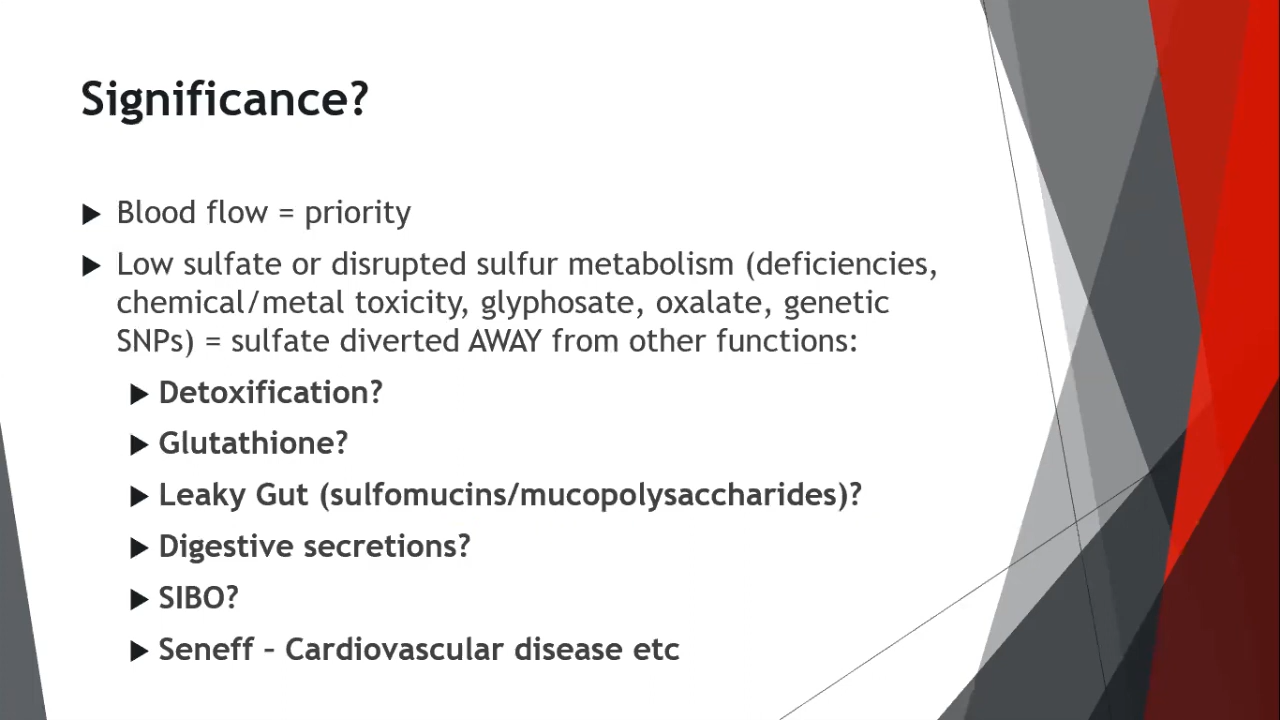 Significance?
Blood flow = priority
Low sulfate or disrupted sulfur metabolism (deficiencies,
chemical/metal toxicity, glyphosate, oxalate, genetic
SNPs) = sulfate diverted AWAY from other functions:
Detoxification?
Glutathione?
Leaky Gut (sulfomucins/mucopolysaccharides)?
Digestive secretions?
SIBO?
Seneff – Cardiovascular disease etc